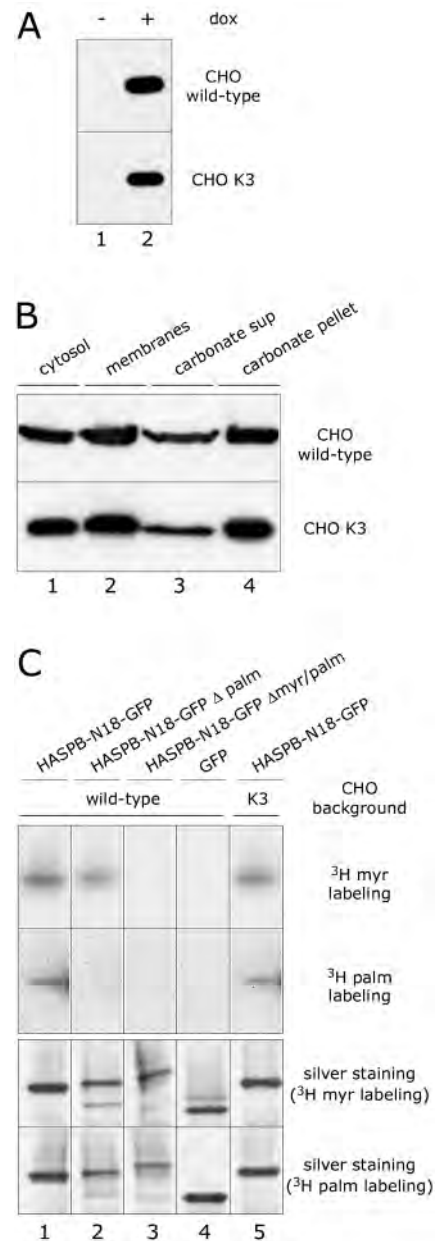 A
- + dox
CHO
wild-type
CHO K3
1 2
B
cytosol membranes carbonate sup carbonate pellet
CHO
wild-type
CHO K3
1 2 3 4
C
HASPB-N18-GFP HASPB-N18-GFP Δ palm HASPB-N18-GFP Δmyr/palm GFP HASPB-N18-GFP
wild-type K3 CHO
background
³H myr
labeling
³H palm
labeling
silver staining
(³H myr labeling)
silver staining
(³H palm labeling)
1 2 3 4 5